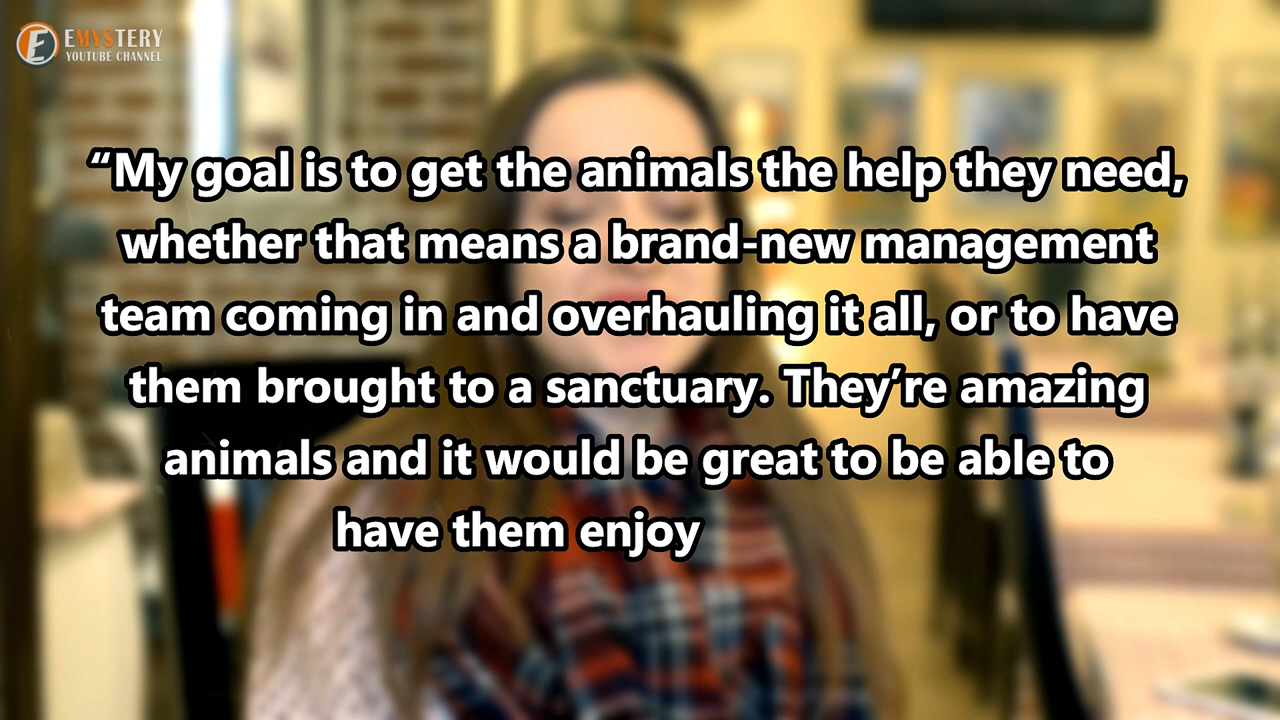 EMYSTERY
YOUTUBE CHANNEL
“My goal is to get the animals the help they need,
whether that means a brand-new management
team coming in and overhauling it all, or to have
them brought to a sanctuary. They’re amazing
animals and it would be great to be able to
have them enjoy